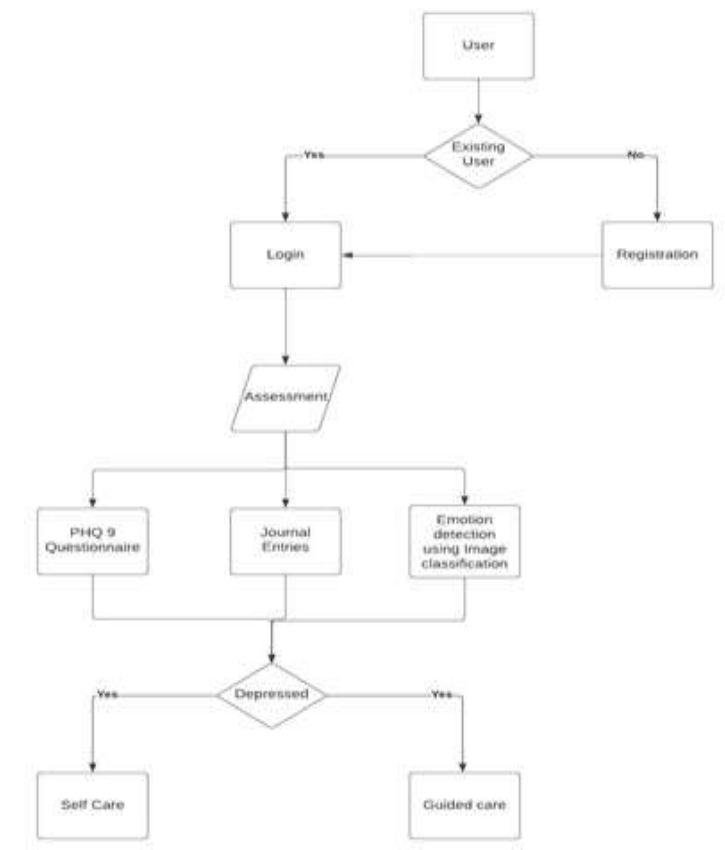 User
Existing
User
Yes
No
Login
Registration
Assessment
PHQ 9
Questionnaire
Journal
Entries
Emotion
detection
using Image
classification
Depressed
Yes
Yes
Self Care
Guided care